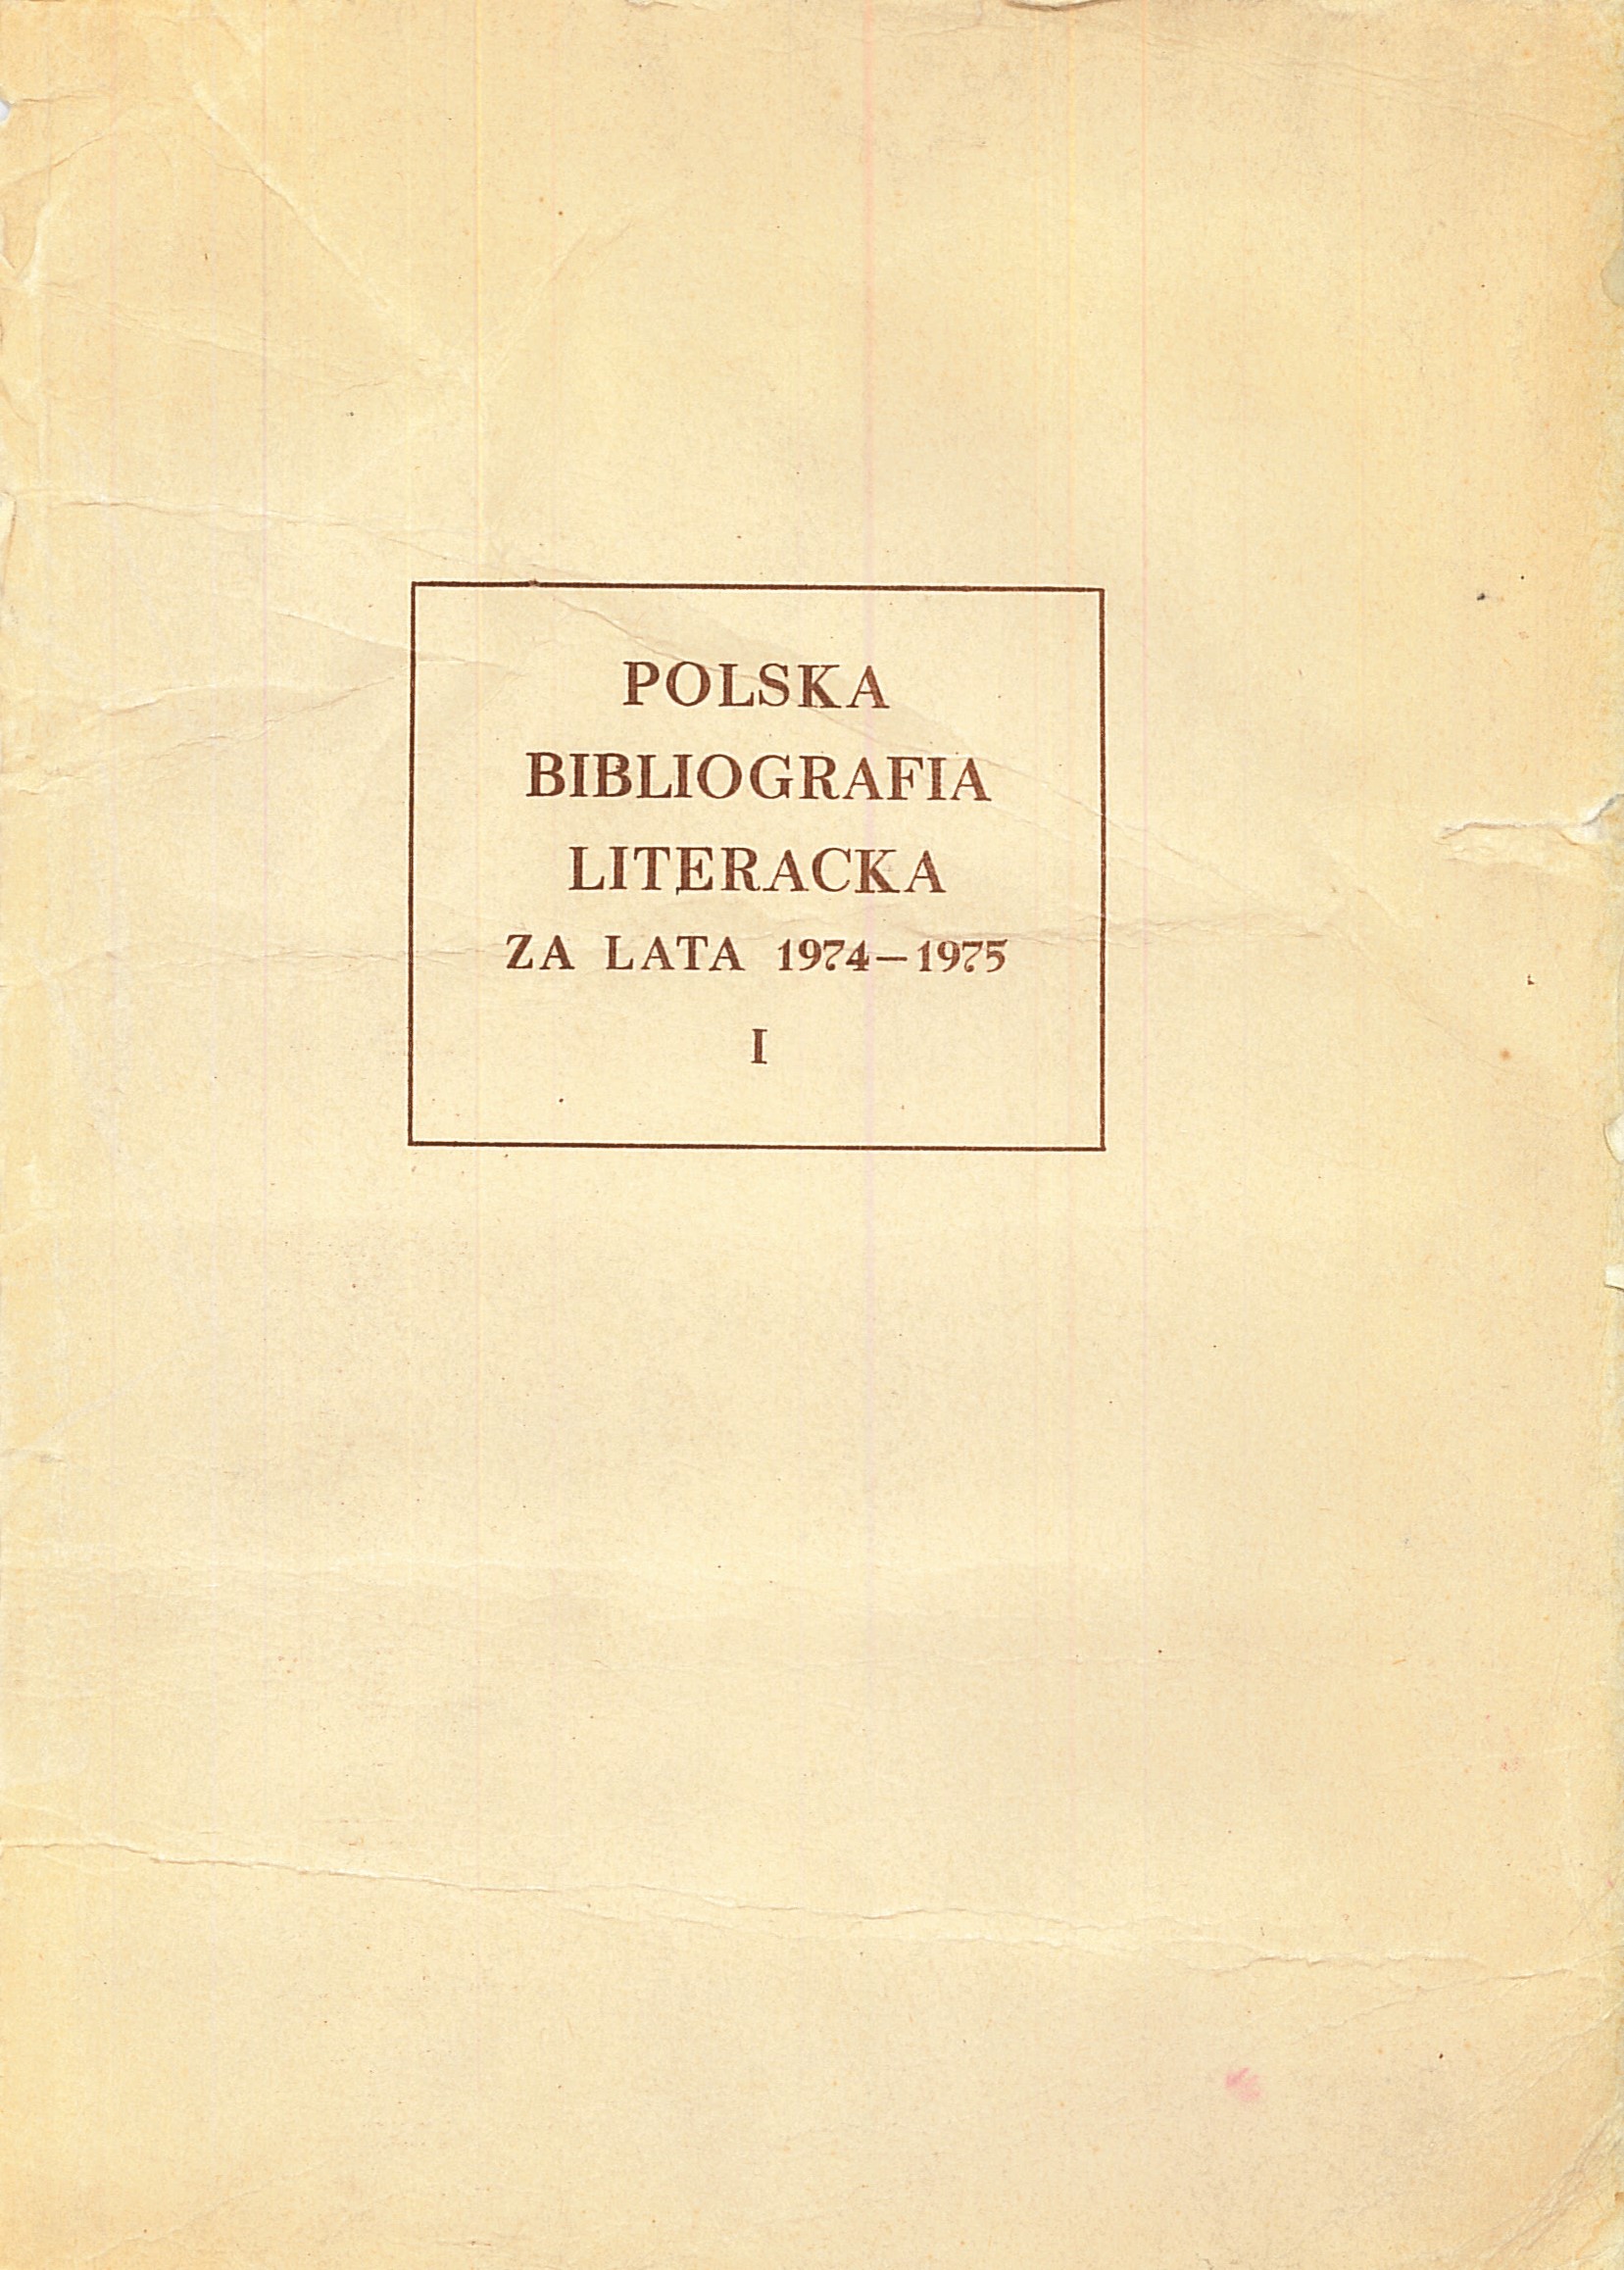 POLSKA
BIBLIOGRAFIA
LITERACKA
ZA LATA 1974–1975
I